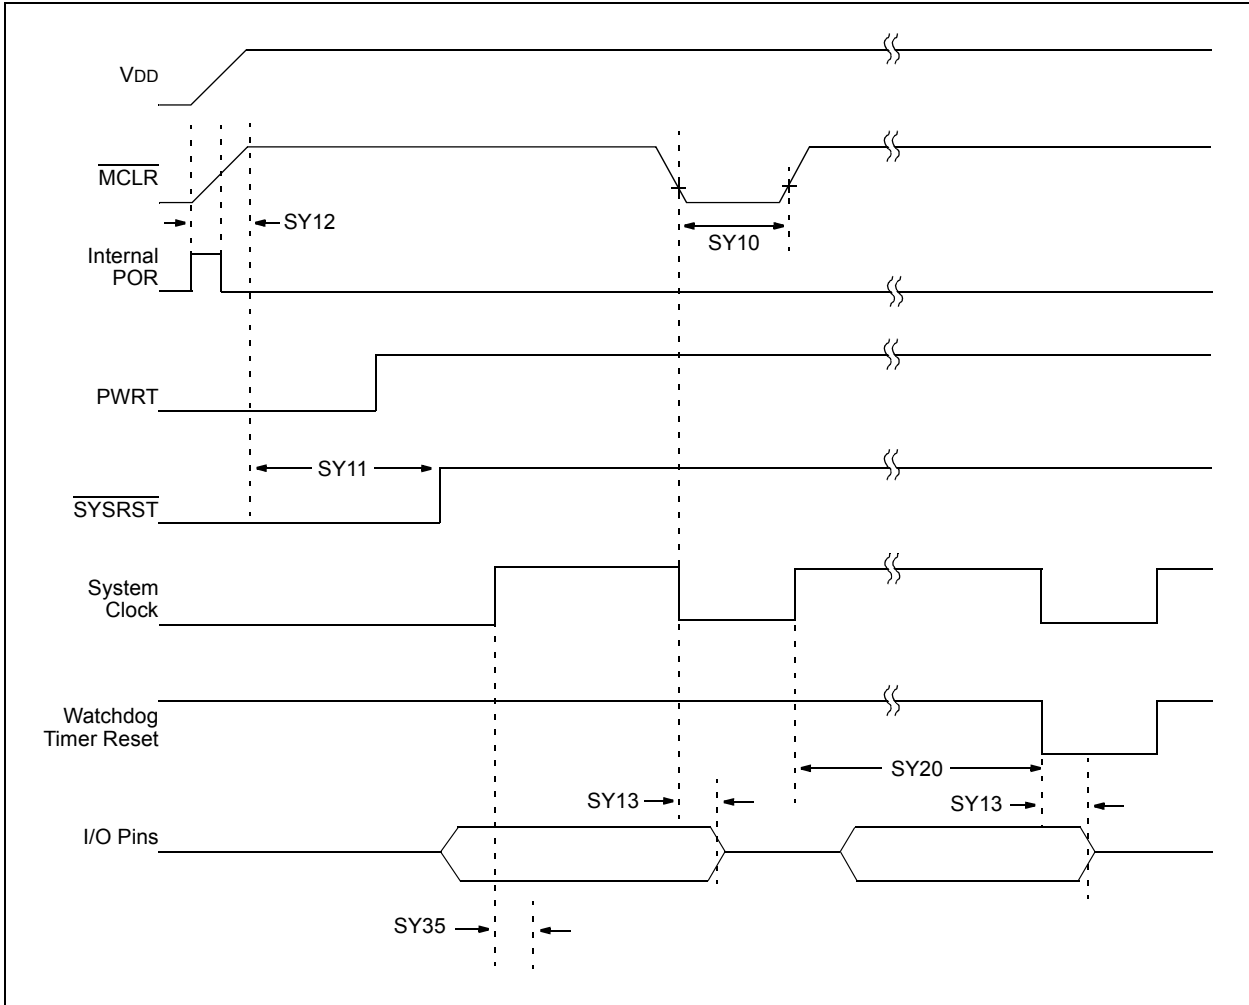 VDD
MCLR
SY12
SY10
Internal
POR
PWRT
SY11
SYSRST
System
Clock
Watchdog
Timer Reset
SY20
SY13
SY13
I/O Pins
SY35